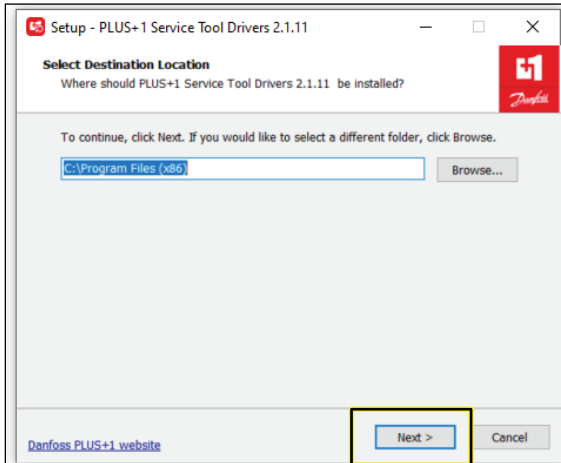 Setup - PLUS+1 Service Tool Drivers 2.1.11
Select Destination Location
Where should PLUS+1 Service Tool Drivers 2.1.11 be installed?
Danfoss
To continue, click Next. If you would like to select a different folder, click Browse.
C:\Program Files (x86)
Browse...
Danfoss PLUS+1 website
Next >
Cancel